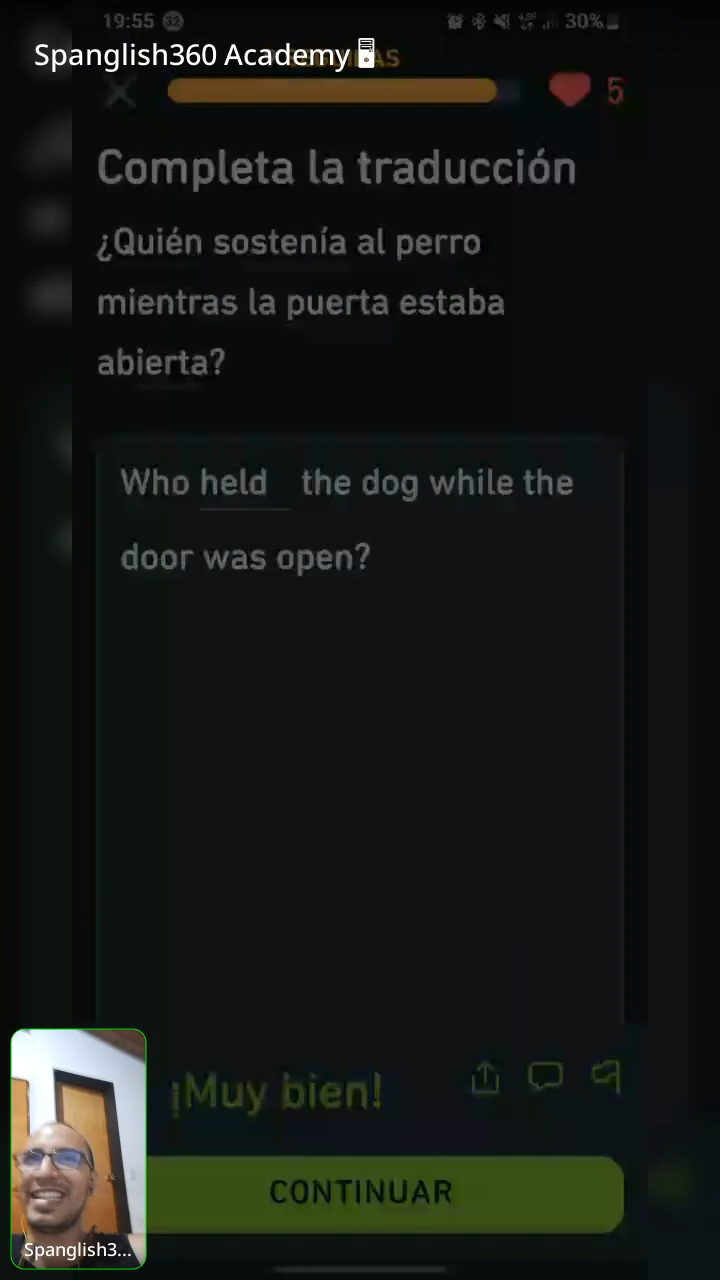 19:55 32
30%
Spanglish360 Academy
5
Completa la traducción
¿Quién sostenía al perro
mientras la puerta estaba
abierta?
Who held the dog while the
door was open?
¡Muy bien!
CONTINUAR
Spanglish3...